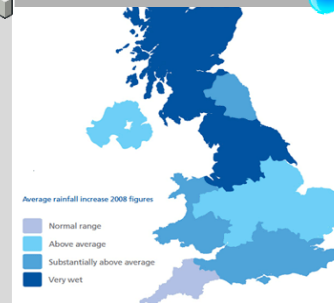 Average rainfall increase 2008 figures
Normal range
Above average
Substantially above average
Very wet